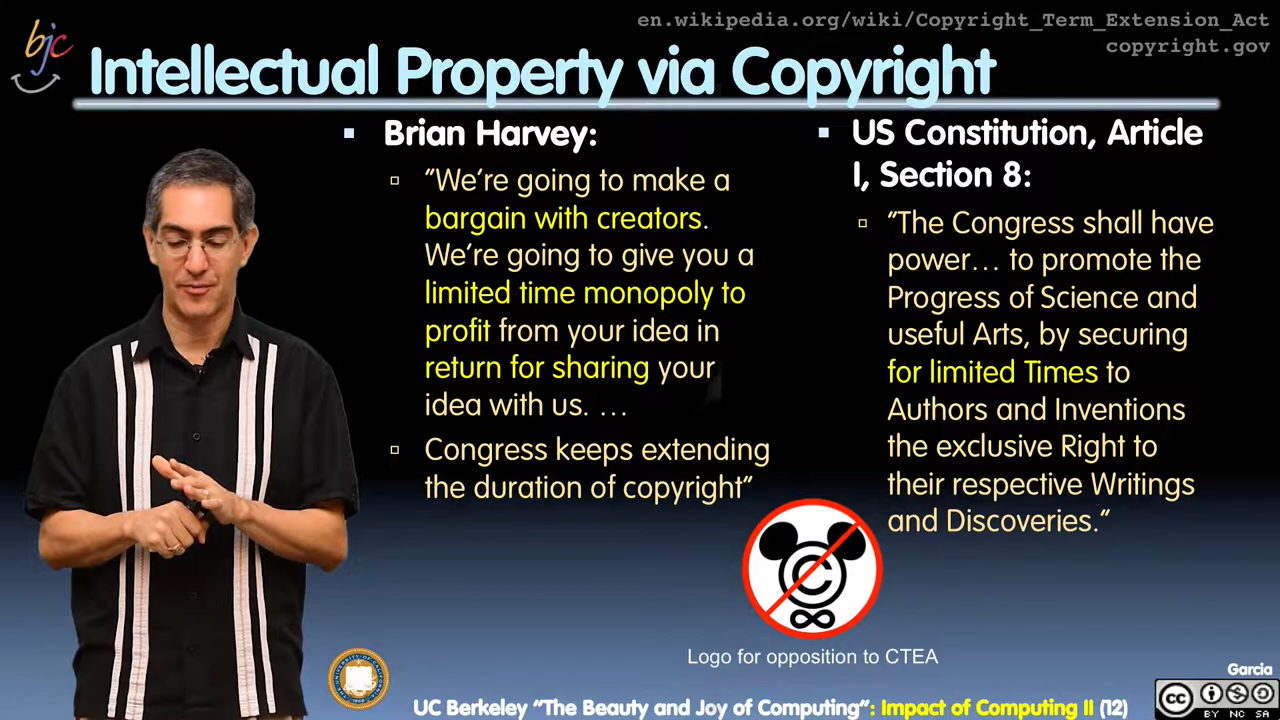 en.wikipedia.org/wiki/Copyright_Term_Extension_Act
copyright.gov
bjc
Intellectual Property via Copyright
Brian Harvey:
“We’re going to make a
bargain with creators.
We’re going to give you a
limited time monopoly to
profit from your idea in
return for sharing your
idea with us. …
Congress keeps extending
the duration of copyright”
US Constitution, Article
I, Section 8:
“The Congress shall have
power… to promote the
Progress of Science and
useful Arts, by securing
for limited Times to
Authors and Inventions
the exclusive Right to
their respective Writings
and Discoveries.”
C
∞
Logo for opposition to CTEA
Garcia
UC Berkeley “The Beauty and Joy of Computing”: Impact of Computing II (12)
cc
BY NC SA